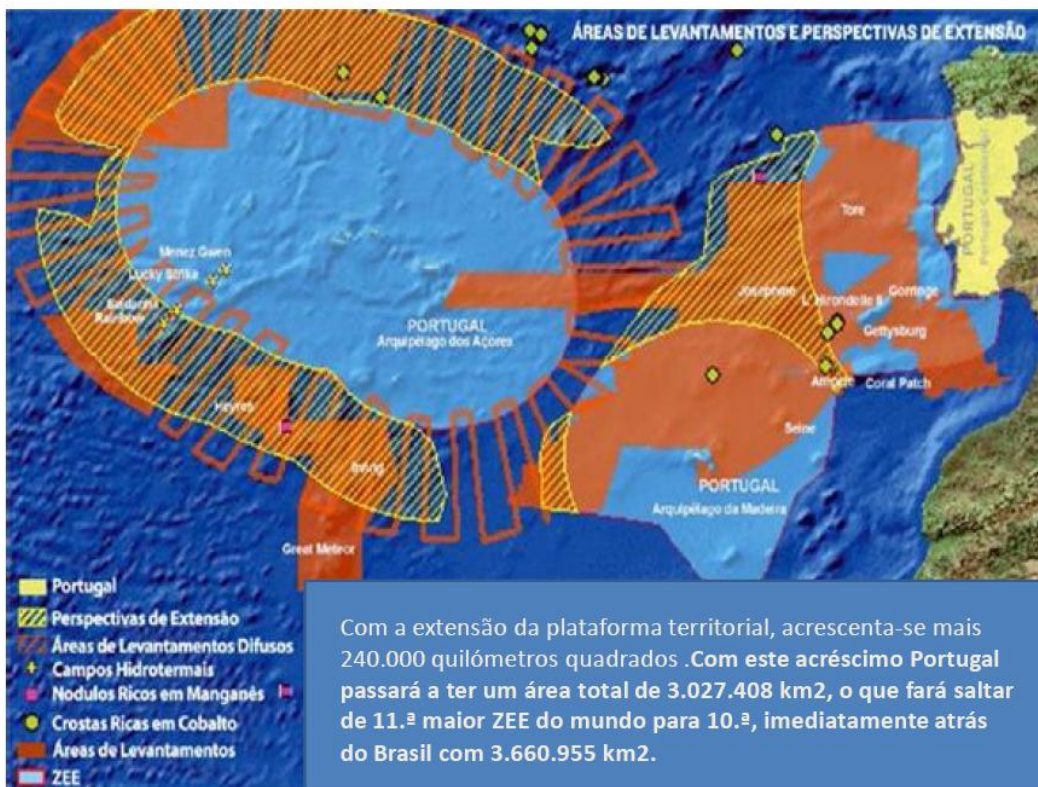 ÁREAS DE LEVANTAMENTOS E PERSPECTIVAS DE EXTENSÃO
PORTUGAL
Tore
Menez Gwen
Lucky Strike
Rainbow
Josephine
L' Hirondelle II
Gorringe
Gettysburg
PORTUGAL
Arquipélago dos Açores
Ampére
Coral Patch
Heyres
Seine
Irving
PORTUGAL
Arquipélago da Madeira
Great Meteor
Portugal
Perspectivas de Extensão
Áreas de Levantamentos Difusos
Campos Hidrotermais
Nodulos Ricos em Manganês
Crostas Ricas em Cobalto
Áreas de Levantamentos
ZEE
Com a extensão da plataforma territorial, acrescenta-se mais
240.000 quilómetros quadrados .Com este acréscimo Portugal
passará a ter um área total de 3.027.408 km2, o que fará saltar
de 11.ª maior ZEE do mundo para 10.ª, imediatamente atrás
do Brasil com 3.660.955 km2.